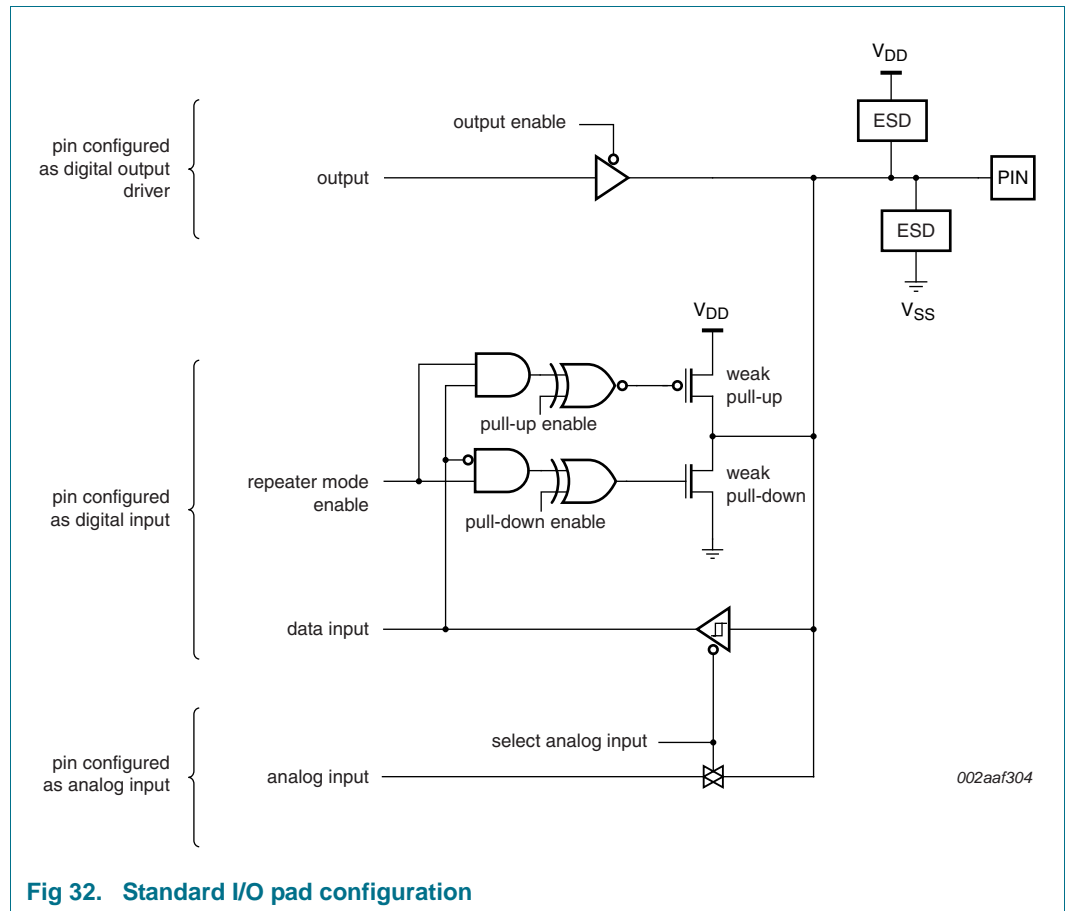 VDD
ESD
output enable
pin configured
as digital output
driver
output
PIN
ESD
VSS
VDD
weak
pull-up
pull-up enable
repeater mode
enable
weak
pull-down
pull-down enable
pin configured
as digital input
data input
select analog input
pin configured
as analog input
analog input
002aaf304
Fig 32. Standard I/O pad configuration